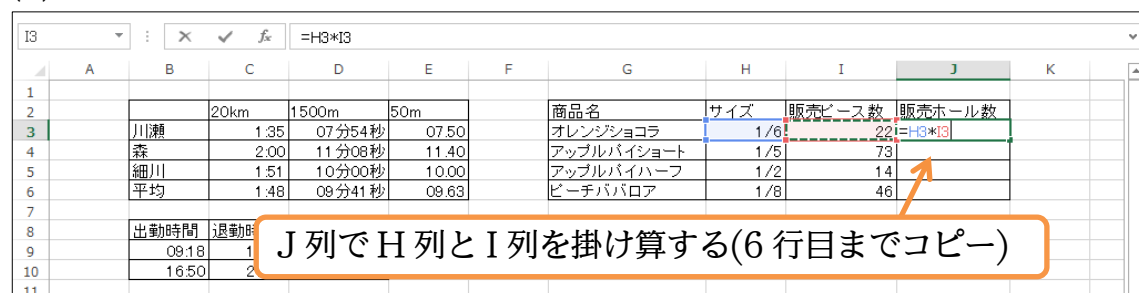 I3 fx =H3*I3
A B C D E F G H I J K
1
2 20km 1500m 50m 商品名 サイズ 販売ピース数 販売ホール数
3 川瀬 1:35 07分54秒 07.50 オレンジショコラ 1/6 22 =H3*I3
4 森 2:00 11分08秒 11.40 アップルパイショート 1/5 73
5 細川 1:51 10分00秒 10.00 アップルパイハーフ 1/2 14
6 平均 1:48 09分41秒 09.63 ピーチババロア 1/8 46
7
8 出勤時間 退勤時
9 09:18 1
10 16:50 2
J列でH列とI列を掛け算する(6行目までコピー)